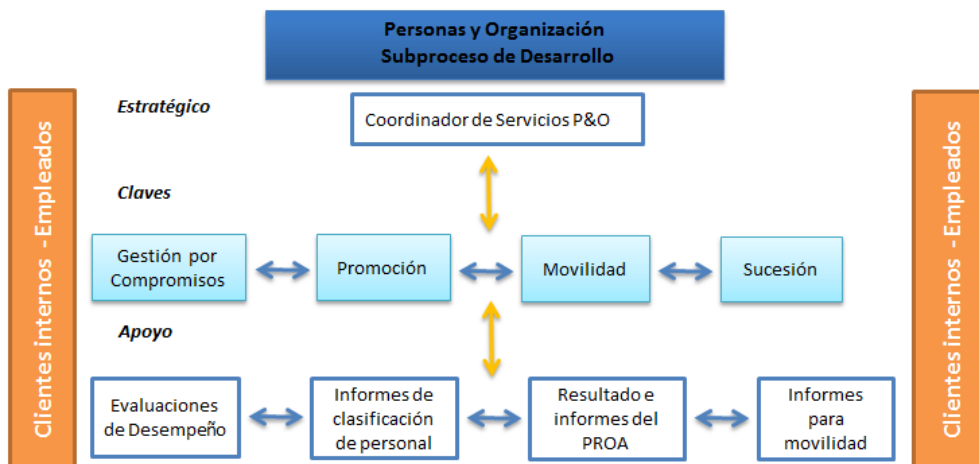 Personas y Organización
Subproceso de Desarrollo
Clientes internos - Empleados
Clientes internos - Empleados
Estratégico
Coordinador de Servicios P&O
Claves
Gestión por
Compromisos
Promoción
Movilidad
Sucesión
Apoyo
Evaluaciones
de Desempeño
Informes de
clasificación
de personal
Resultado e
informes del
PROA
Informes
para
movilidad